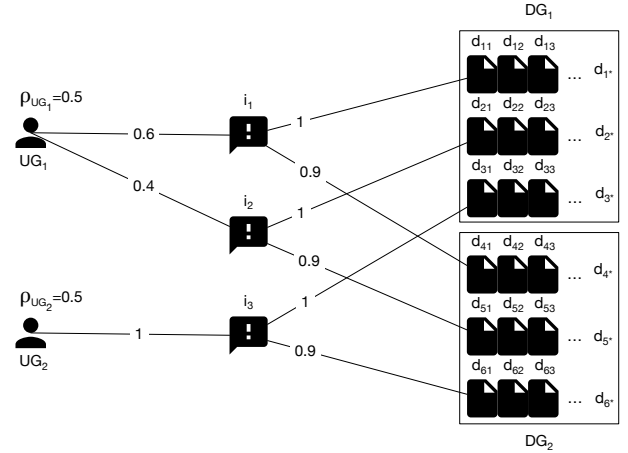 DG₁
d₁₁ d₁₂ d₁₃
... d₁*
ρUG₁=0.5
i₁
1
d₂₁ d₂₂ d₂₃
0.6
... d₂*
UG₁
d₃₁ d₃₂ d₃₃
0.9
0.4
... d₃*
i₂
1
d₄₁ d₄₂ d₄₃
0.9
... d₄*
ρUG₂=0.5
i₃
1
d₅₁ d₅₂ d₅₃
1
... d₅*
0.9
UG₂
d₆₁ d₆₂ d₆₃
... d₆*
DG₂